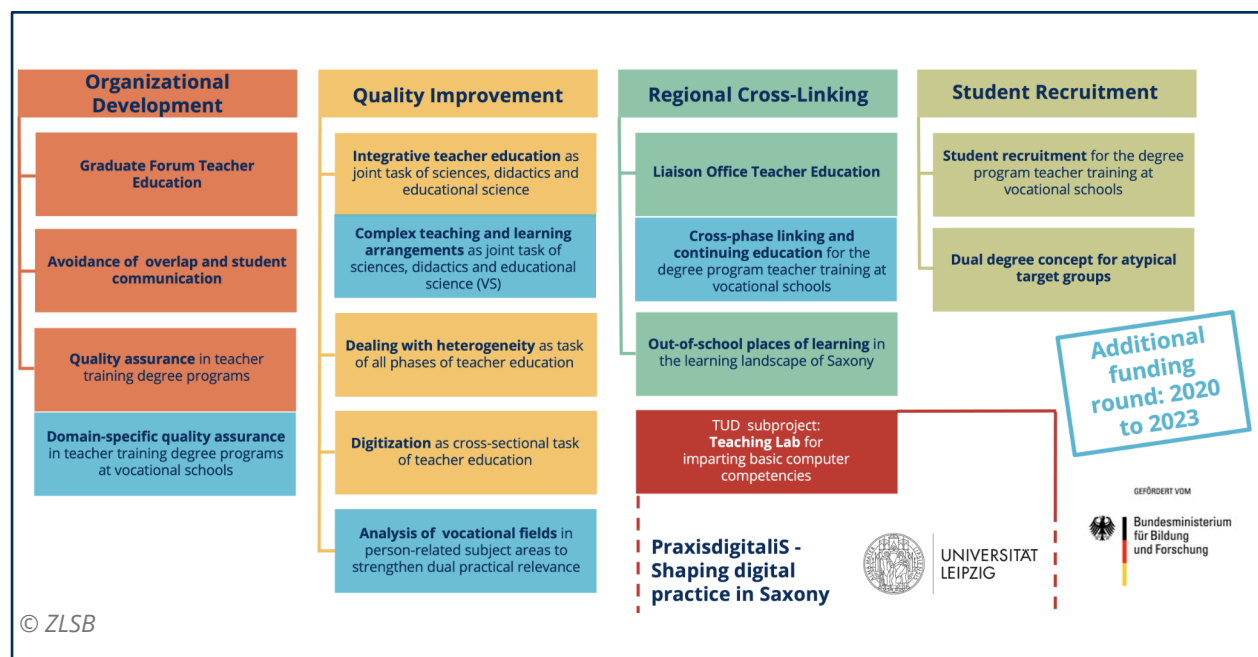 Organizational
Development
Graduate Forum Teacher
Education
Avoidance of overlap and student
communication
Quality assurance in teacher
training degree programs
Domain-specific quality assurance
in teacher training degree programs
at vocational schools
Quality Improvement
Integrative teacher education as
joint task of sciences, didactics and
educational science
Complex teaching and learning
arrangements as joint task of
sciences, didactics and educational
science (VS)
Dealing with heterogeneity as task
of all phases of teacher education
Digitization as cross-sectional task
of teacher education
Analysis of vocational fields in
person-related subject areas to
strengthen dual practical relevance
Regional Cross-Linking
Liaison Office Teacher Education
Cross-phase linking and
continuing education for the
degree program teacher training at
vocational schools
Out-of-school places of learning in
the learning landscape of Saxony
TUD subproject:
Teaching Lab for
imparting basic computer
competencies
PraxisdigitaliS -
Shaping digital
practice in Saxony
UNIVERSITÄT
LEIPZIG
Student Recruitment
Student recruitment for the degree
program teacher training at
vocational schools
Dual degree concept for atypical
target groups
Additional
funding
round: 2020
to 2023
GEFÖRDERT VOM
Bundesministerium
für Bildung
und Forschung
© ZLSB